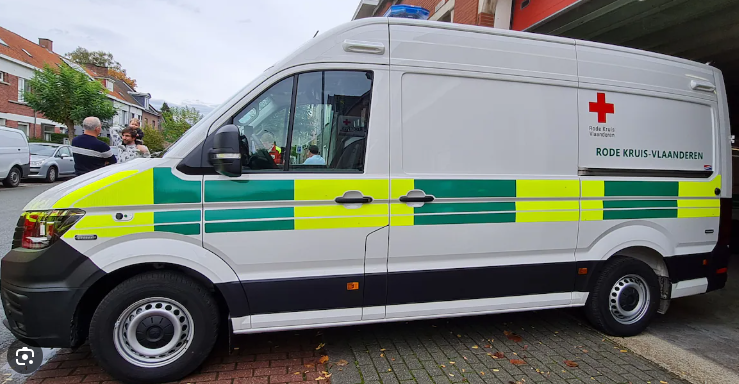 Rode Kruis
Vlaanderen
RODE KRUIS-VLAANDEREN